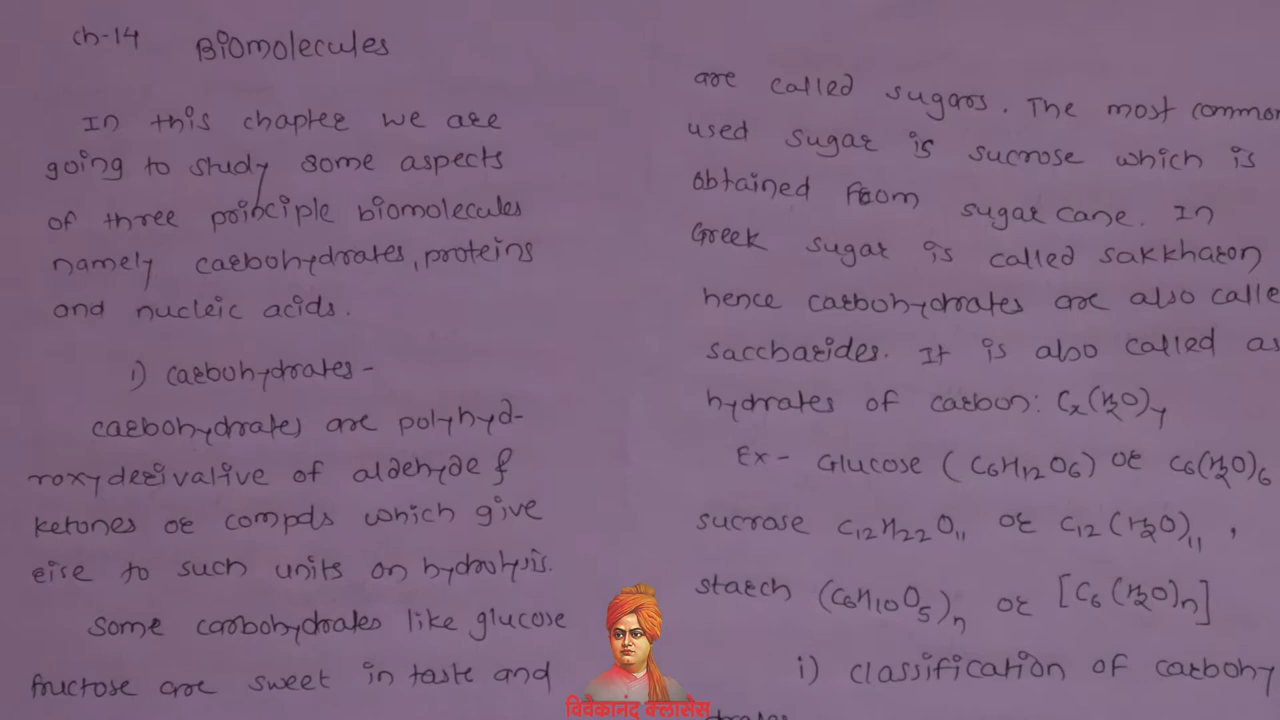 Ch-14 Biomolecules
In this chapter we are
going to study some aspects
of three principle biomolecules
namely carbohydrates, proteins
and nucleic acids.
i) carbohydrates -
carbohydrates are polyhyd-
roxyderivalive of aldehyde &
ketones or compds which give
rise to such units on hydrolysis.
Some carbohydrates like glucose
fructose are sweet in taste and
are called sugars. The most common
used sugar is sucrose which is
obtained from sugar cane. In
Greek sugar is called sakkharon
hence carbohydrates are also calle
saccharides. It is also called as
hydrates of carbon: Cx(H2O)y
Ex - Glucose (C6H12O6) or C6(H2O)6
sucrose C12H22O11 or C12(H2O)11,
starch (C6H10O5)n or [C6(H2O)n]
i) classification of carbohy
drates
विवेकानंद क्लासेस